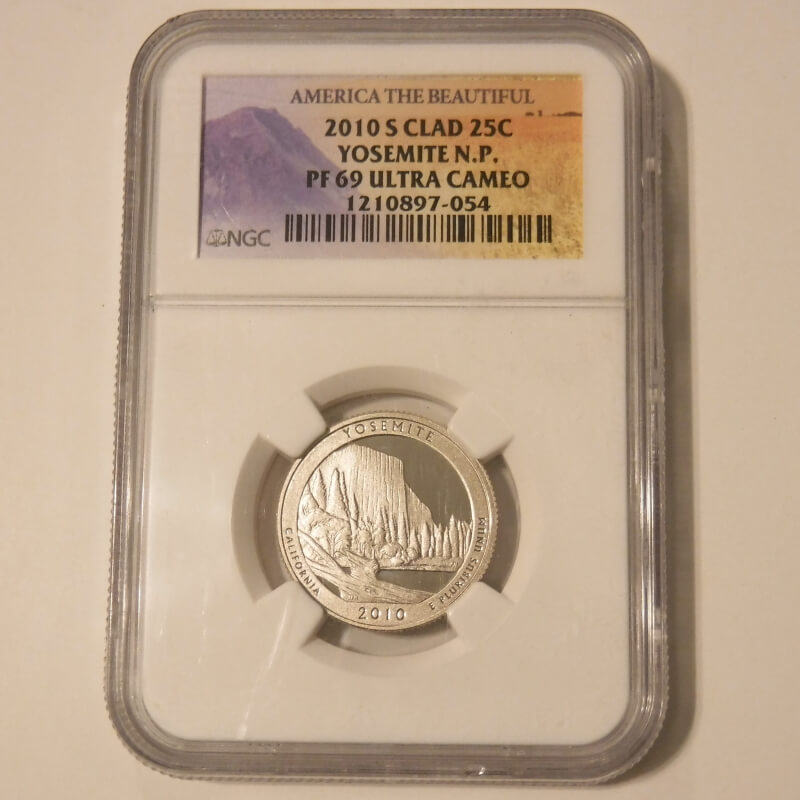 AMERICA THE BEAUTIFUL
2010 S CLAD 25C
YOSEMITE N.P.
PF 69 ULTRA CAMEO
1210897-054
NGC
YOSEMITE
CALIFORNIA
2010
E PLURIBUS UNUM